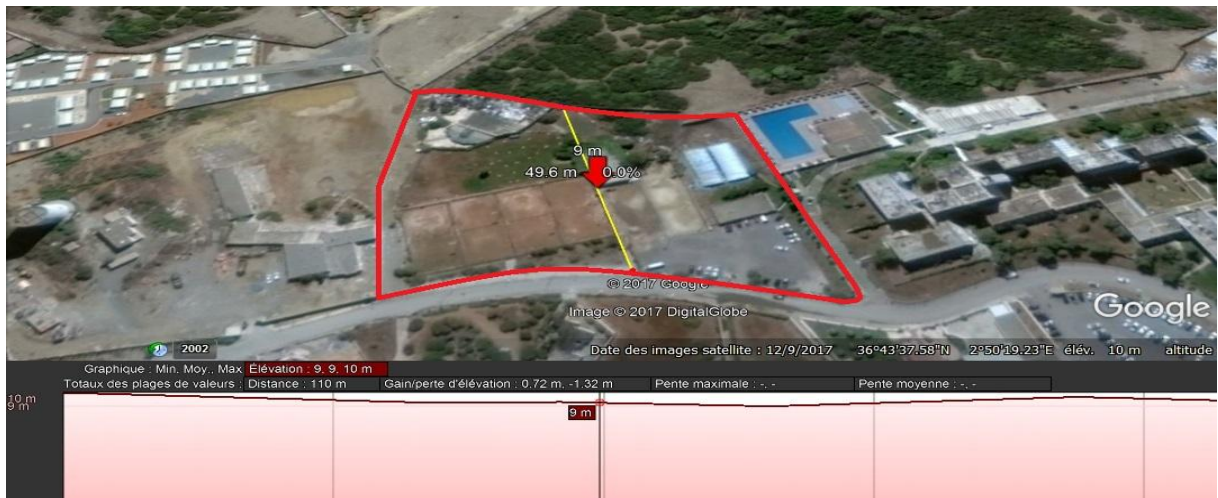 9 m
49.6 m 0.0%
© 2017 Google
Image © 2017 DigitalGlobe
Google
2002
Date des images satellite : 12/9/2017 36°43'37.58"N 2°50'19.23"E élév. 10 m altitude
Graphique : Min, Moy., Max Élévation : 9, 9, 10 m
Totaux des plages de valeurs : Distance : 110 m Gain/perte d'élévation : 0.72 m, -1.32 m Pente maximale : -, - Pente moyenne : -, -
10 m
9 m
9 m